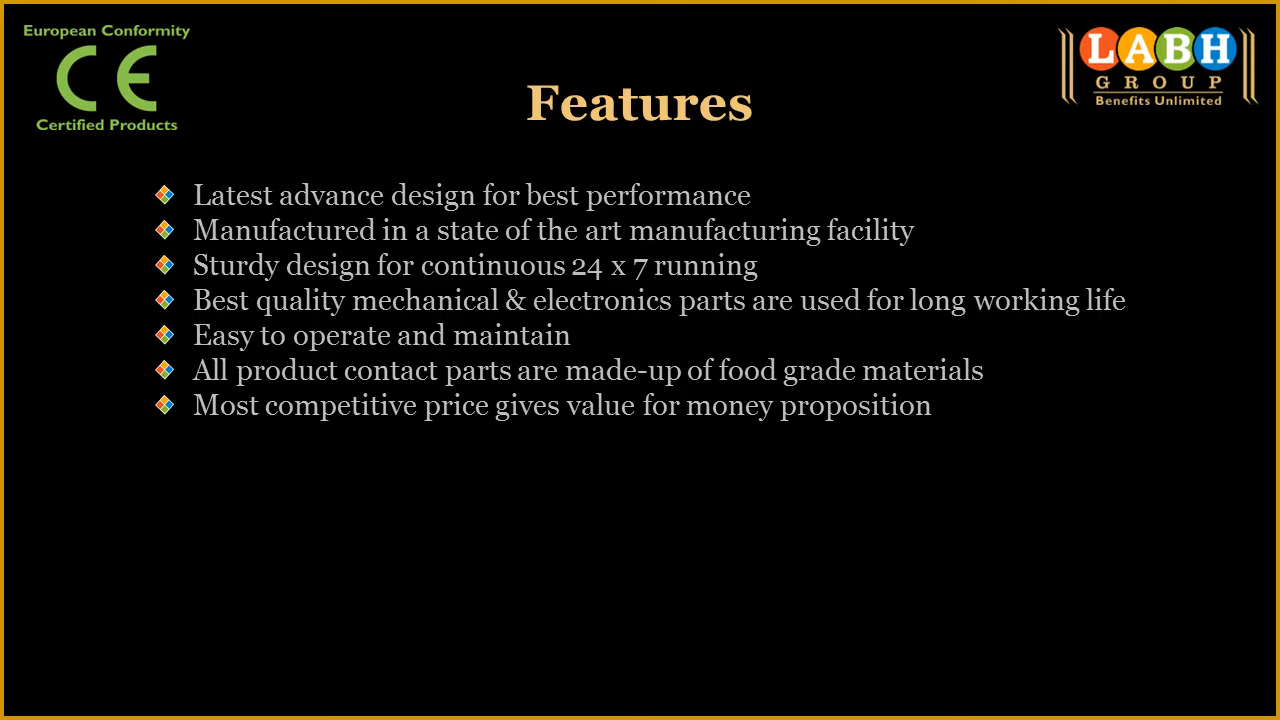 European Conformity
CE
Certified Products
LABH
GROUP
Benefits Unlimited
Features
Latest advance design for best performance
Manufactured in a state of the art manufacturing facility
Sturdy design for continuous 24 x 7 running
Best quality mechanical & electronics parts are used for long working life
Easy to operate and maintain
All product contact parts are made-up of food grade materials
Most competitive price gives value for money proposition